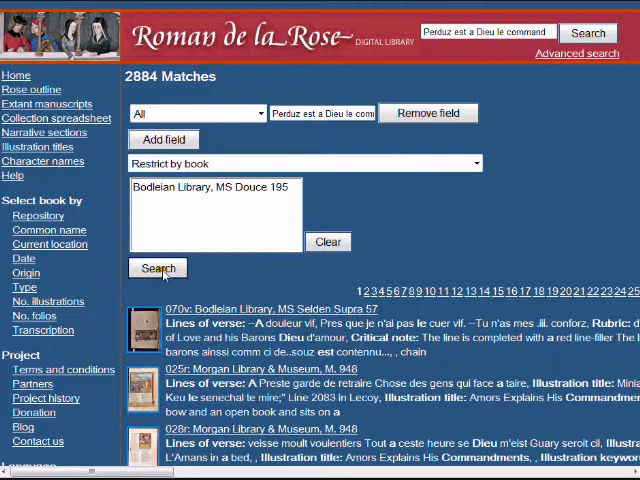 Roman de la Rose DIGITAL LIBRARY
Perduz est a Dieu le command Search
Advanced search
Home
Rose outline
Extant manuscripts
Collection spreadsheet
Narrative sections
Illustration titles
Character names
Help
Select book by
Repository
Common name
Current location
Date
Origin
Type
No. illustrations
No. folios
Transcription
Project
Terms and conditions
Partners
Project history
Donation
Blog
Contact us
2884 Matches
All Perduz est a Dieu le com Remove field
Add field
Restrict by book
Bodleian Library, MS Douce 195
Clear
Search
1 2 3 4 5 6 7 8 9 10 11 12 13 14 15 16 17 18 19 20 21 22 23 24 25
070v: Bodleian Library, MS Selden Supra 57
Lines of verse: --A douleur vif, Pres que je n'ai pas le cuer vif. --Tu n'as mes .iii. conforz, Rubric: d
of Love and his Barons Dieu d'amour, Critical note: The line is completed with a red line-filler The l
barons ainssi comm ci de..souz est contennu..., , chain
025r: Morgan Library & Museum, M. 948
Lines of verse: A Preste garde de retraire Chose des gens qui face a taire, Illustration title: Minia
Keu le senechal te mire;" Line 2083 in Lecoy, Illustration title: Amors Explains His Commandme
bow and an open book and sits on a
028r: Morgan Library & Museum, M. 948
Lines of verse: veisse moult voulentiers Tout a ceste heure se Dieu m'eist Guary seroit cil, Illustra
L'Amans in a bed, , Illustration title: Amors Explains His Commandments, , Illustration keywor